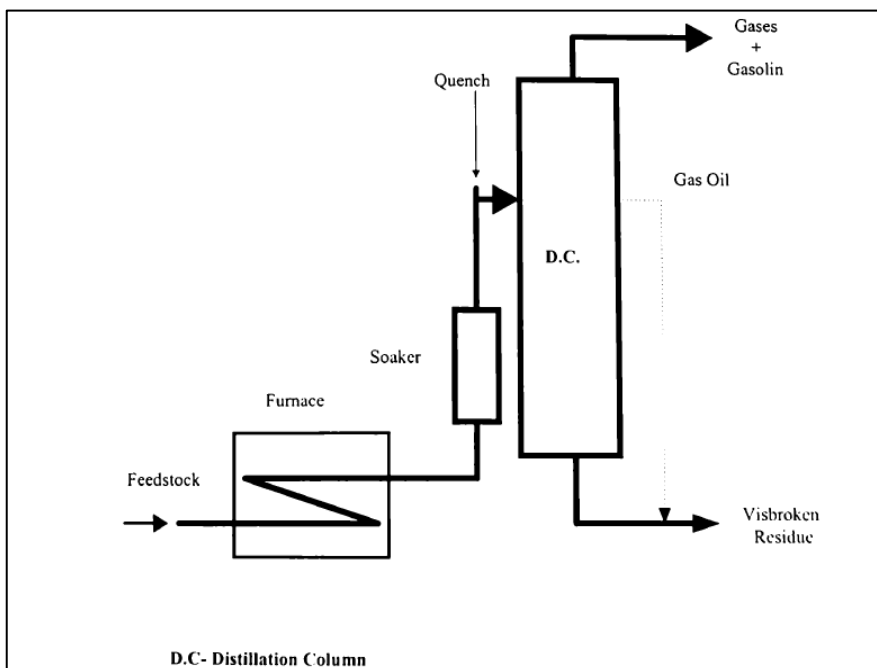 Gases
+
Gasolin
Quench
Gas Oil
D.C.
Soaker
Furnace
Feedstock
Visbroken
Residue
D.C- Distillation Column